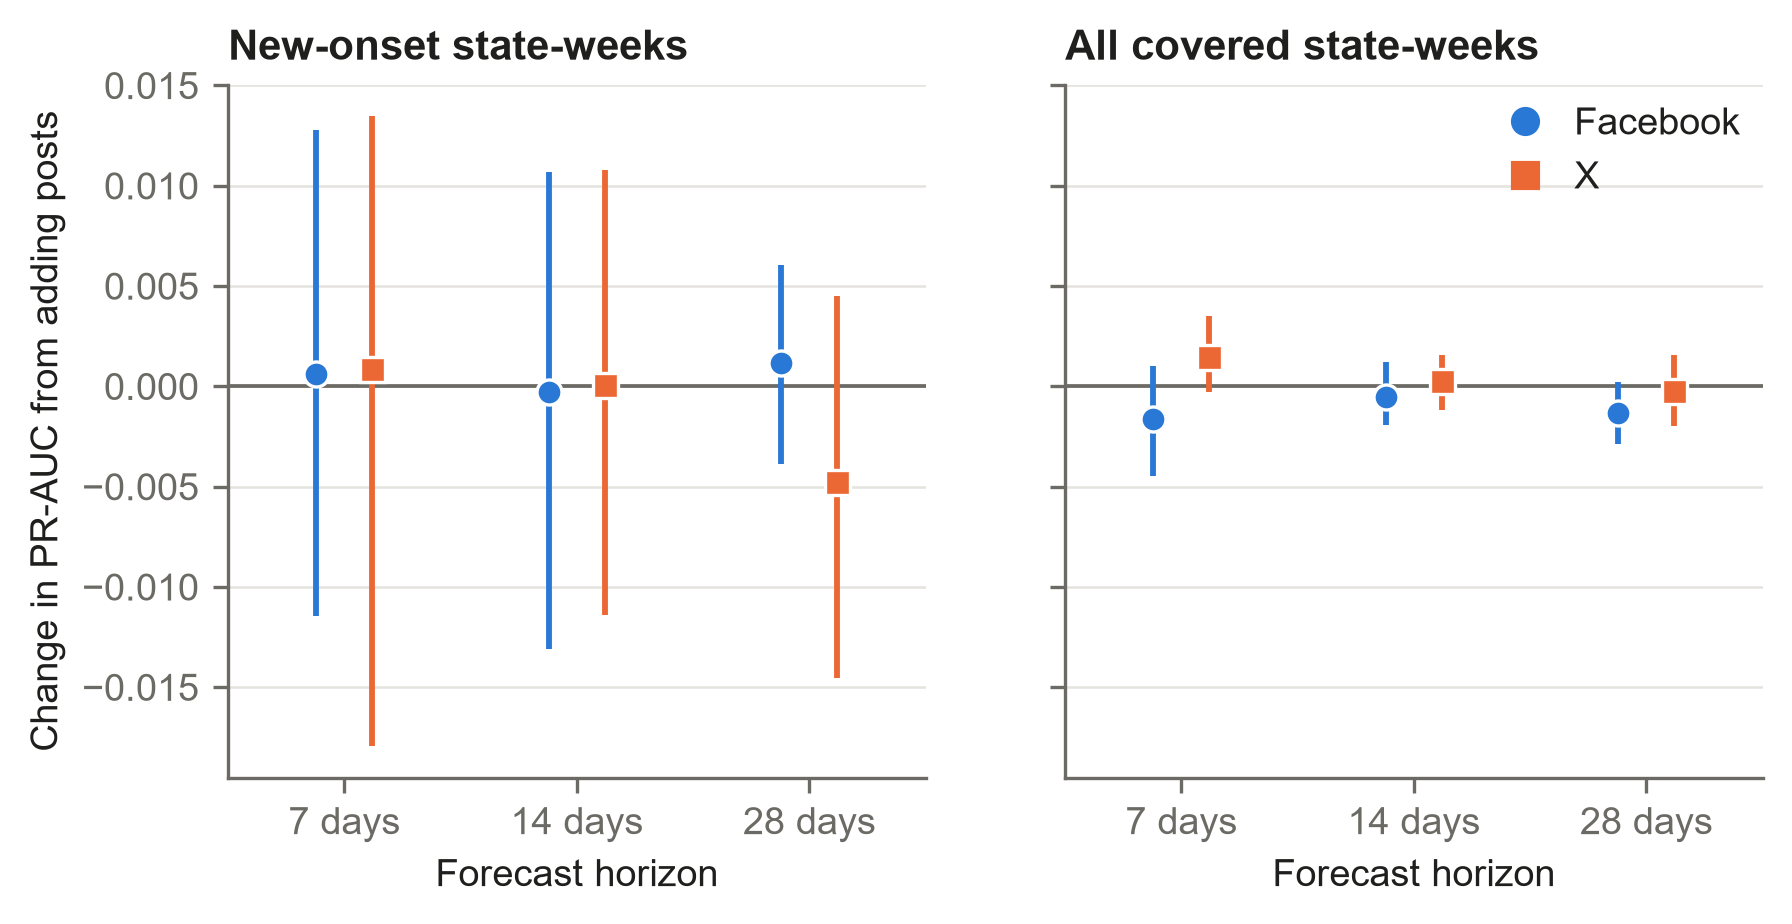 New-onset state-weeks
All covered state-weeks
Change in PR-AUC from adding posts
0.015
0.010
0.005
0.000
−0.005
−0.010
−0.015
Facebook
X
7 days
14 days
28 days
7 days
14 days
28 days
Forecast horizon
Forecast horizon